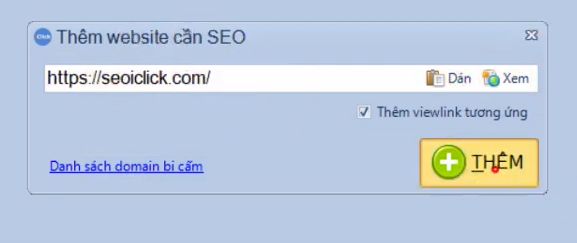 Click
Thêm website cần SEO
https://seoiclick.com/
Dán
Xem
Thêm viewlink tương ứng
Danh sách domain bị cấm
THÊM